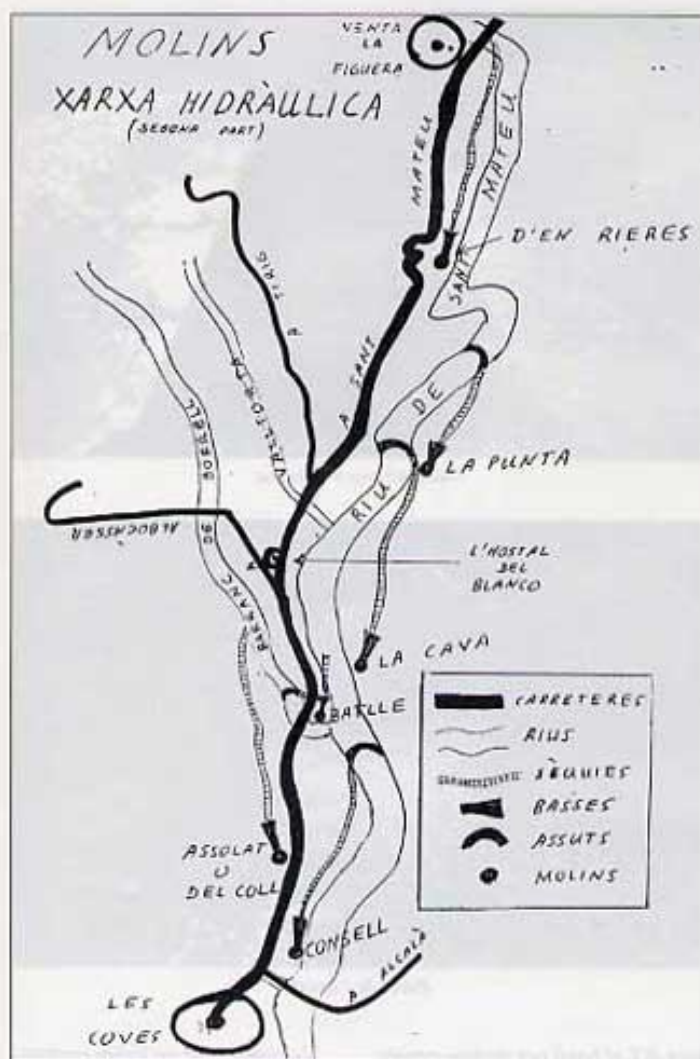 MOLINS
XARXA HIDRÀULICA
(SEGONA PART)
VENTA
LA
FIGUERA
MATEU
SANT MATEU
D'EN RIERES
A TIRIG
A SANT
VALLTORTA
BARRANC DE BORRELL
ALBOCASSER
RIU DE
LA PUNTA
L'HOSTAL
DEL
BLANCO
LA CAVA
BATLLE
ASSOLAT
O
DEL COLL
CONSELL
A ALCALÀ
LES
COVES
CARRETERES
RIUS
SÈQUIES
BASSES
ASSUTS
MOLINS